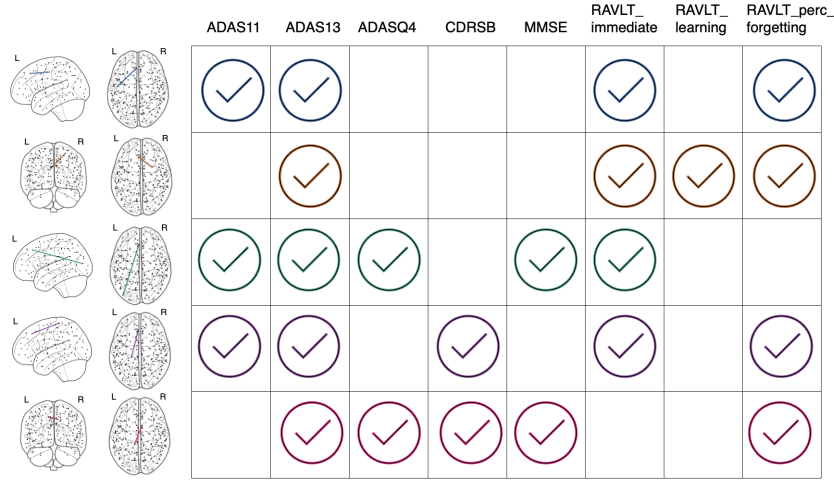 ADAS11 ADAS13 ADASQ4 CDRSB MMSE RAVLT_ immediate RAVLT_ learning RAVLT_perc_ forgetting
L L R
L R L R
L L R
L L R
L R L R